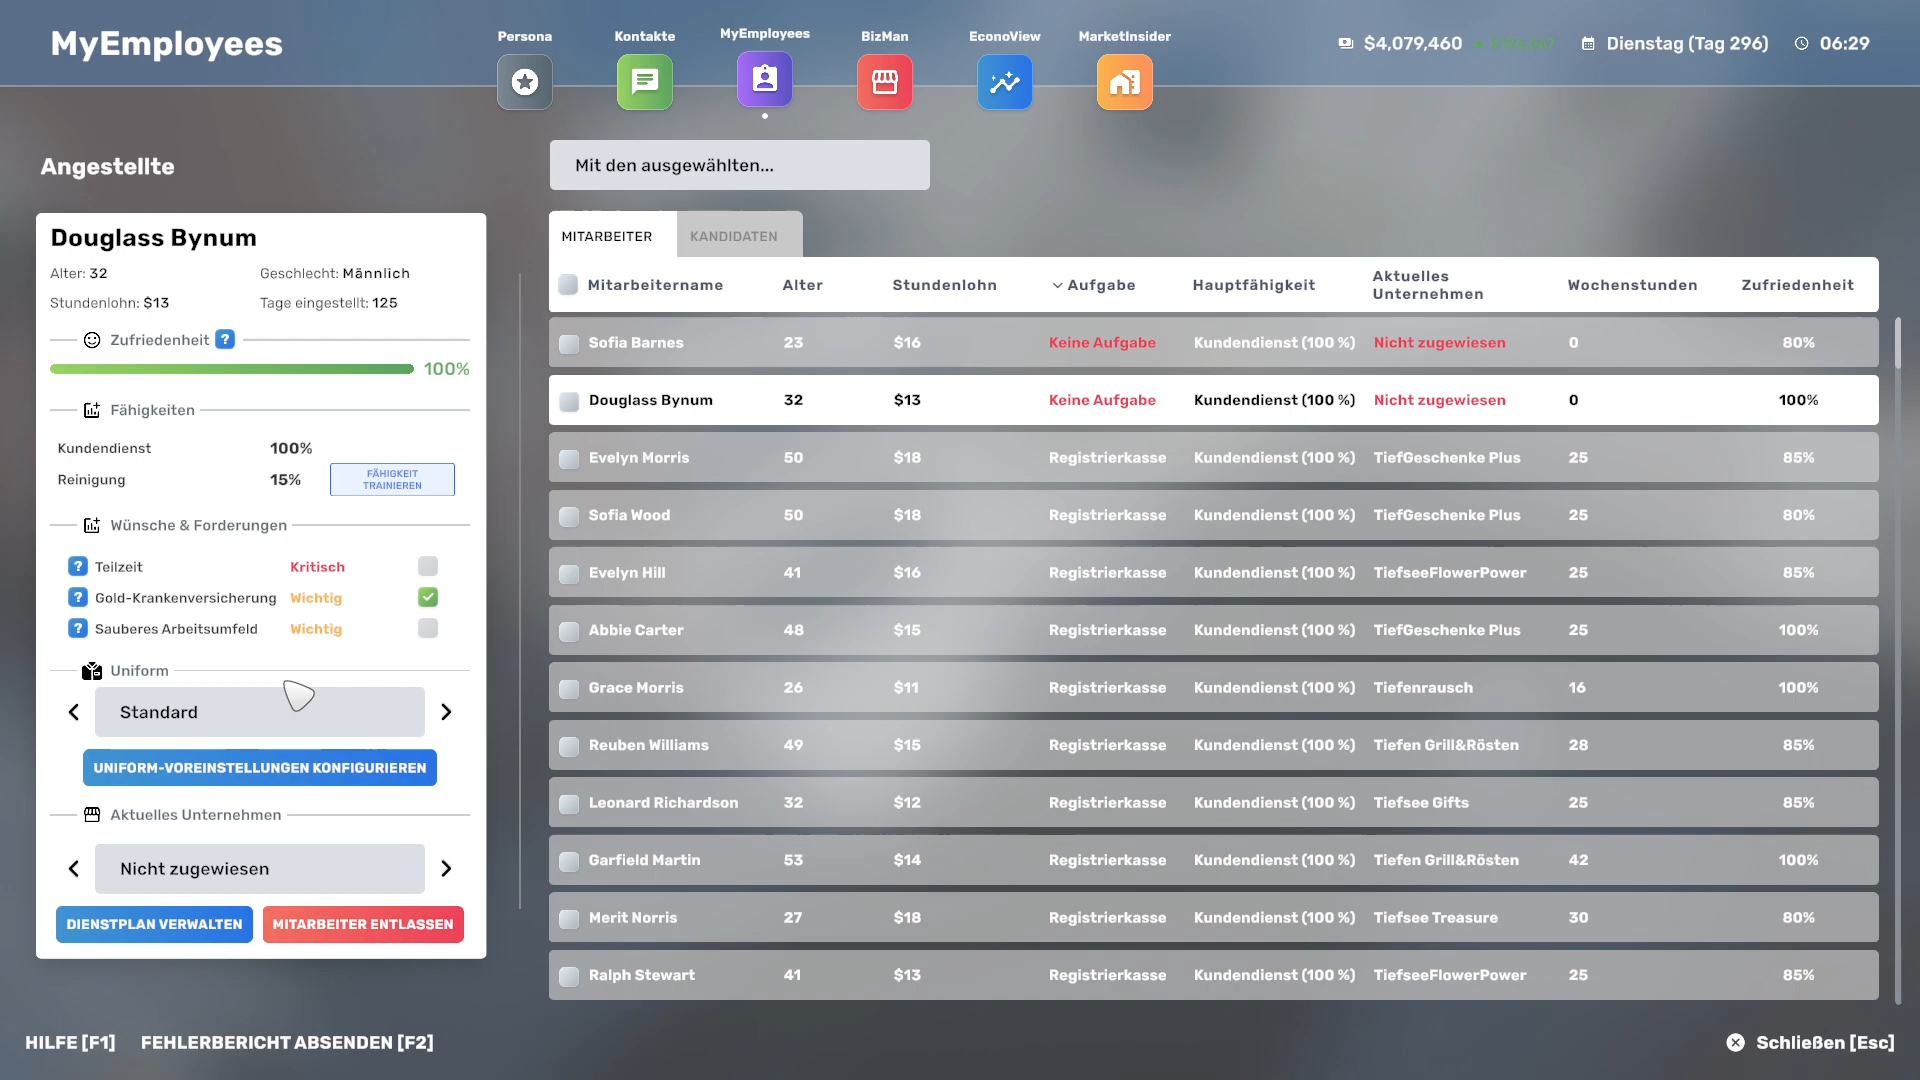 MyEmployees
Persona
Kontakte
MyEmployees
BizMan
EconoView
MarketInsider
$4,079,460
Dienstag (Tag 296)
06:29
Angestellte
Mit den ausgewählten...
Douglass Bynum
Alter: 32
Geschlecht: Männlich
Stundenlohn: $13
Tage eingestellt: 125
Zufriedenheit ?
100%
Fähigkeiten
Kundendienst 100%
Reinigung 15%
FÄHIGKEIT
TRAINIEREN
Wünsche & Forderungen
? Teilzeit Kritisch
? Gold-Krankenversicherung Wichtig
? Sauberes Arbeitsumfeld Wichtig
Uniform
Standard
UNIFORM-VOREINSTELLUNGEN KONFIGURIEREN
Aktuelles Unternehmen
Nicht zugewiesen
DIENSTPLAN VERWALTEN
MITARBEITER ENTLASSEN
MITARBEITER
KANDIDATEN
Mitarbeitername Alter Stundenlohn Aufgabe Hauptfähigkeit Aktuelles
Unternehmen Wochenstunden Zufriedenheit
Sofia Barnes 23 $16 Keine Aufgabe Kundendienst (100 %) Nicht zugewiesen 0 80%
Douglass Bynum 32 $13 Keine Aufgabe Kundendienst (100 %) Nicht zugewiesen 0 100%
Evelyn Morris 50 $18 Registrierkasse Kundendienst (100 %) TiefGeschenke Plus 25 85%
Sofia Wood 50 $18 Registrierkasse Kundendienst (100 %) TiefGeschenke Plus 25 80%
Evelyn Hill 41 $16 Registrierkasse Kundendienst (100 %) TiefseeFlowerPower 25 85%
Abbie Carter 48 $15 Registrierkasse Kundendienst (100 %) TiefGeschenke Plus 25 100%
Grace Morris 26 $11 Registrierkasse Kundendienst (100 %) Tiefenrausch 16 100%
Reuben Williams 49 $15 Registrierkasse Kundendienst (100 %) Tiefen Grill&Rösten 28 85%
Leonard Richardson 32 $12 Registrierkasse Kundendienst (100 %) Tiefsee Gifts 25 85%
Garfield Martin 53 $14 Registrierkasse Kundendienst (100 %) Tiefen Grill&Rösten 42 100%
Merit Norris 27 $18 Registrierkasse Kundendienst (100 %) Tiefsee Treasure 30 80%
Ralph Stewart 41 $13 Registrierkasse Kundendienst (100 %) TiefseeFlowerPower 25 85%
HILFE [F1]
FEHLERBERICHT ABSENDEN [F2]
Schließen [Esc]